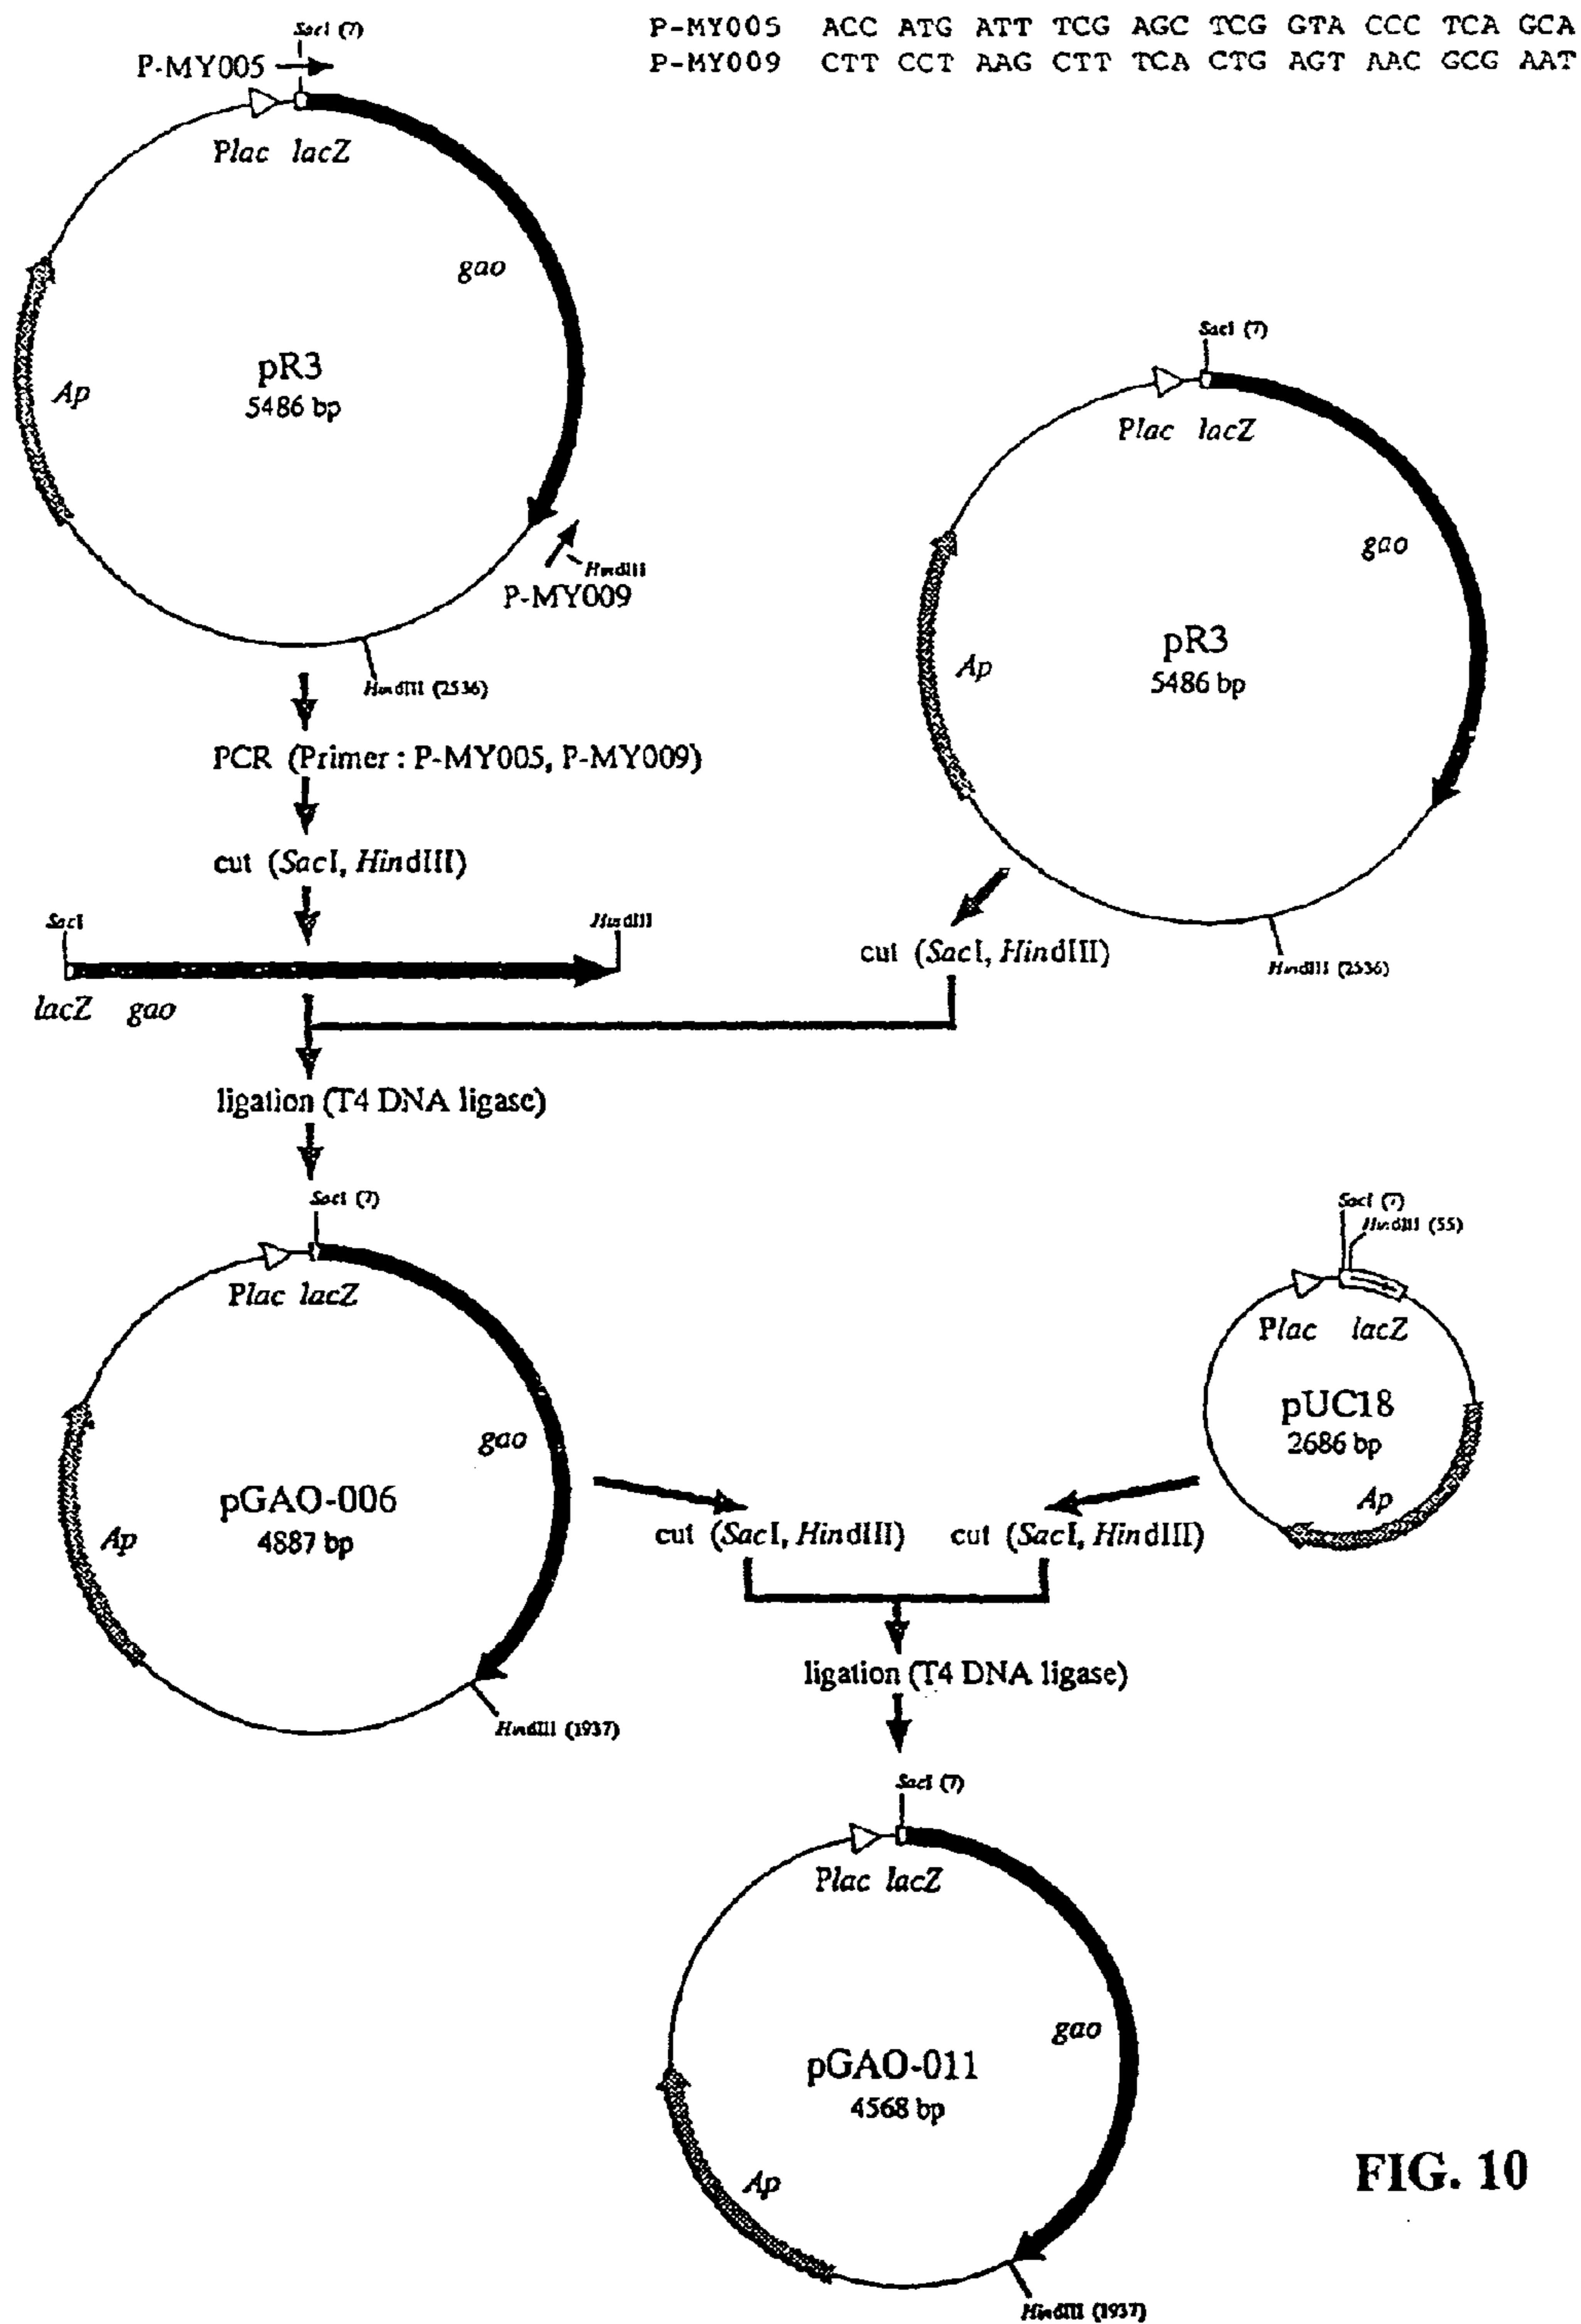 P-MY005 ACC ATG ATT TCG AGC TCG GTA CCC TCA GCA
P-MY009 CTT CCT AAG CTT TCA CTG AGT AAC GCG AAT
SacI (7)
P-MY005
Plac lacZ
gao
pR3
5486 bp
Ap
HindIII
P-MY009
HindIII (2536)
SacI (7)
Plac lacZ
gao
pR3
5486 bp
Ap
HindIII (2536)
PCR (Primer : P-MY005, P-MY009)
cut (SacI, HindIII)
SacI
HindIII
lacZ gao
cut (SacI, HindIII)
ligation (T4 DNA ligase)
SacI (7)
Plac lacZ
gao
pGAO-006
4887 bp
Ap
HindIII (1937)
SacI (7)
HindIII (55)
Plac lacZ
pUC18
2686 bp
Ap
cut (SacI, HindIII) cut (SacI, HindIII)
ligation (T4 DNA ligase)
SacI (7)
Plac lacZ
gao
pGAO-011
4568 bp
Ap
HindIII (1937)
FIG. 10